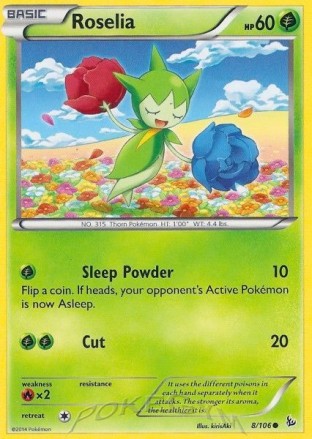 BASIC
Roselia
HP60
NO. 315 Thorn Pokémon HT: 1'00" WT: 4.4 lbs.
Sleep Powder 10
Flip a coin. If heads, your opponent's Active Pokémon
is now Asleep.
Cut 20
weakness resistance
×2
retreat
It uses the different poisons in
each hand separately when it
attacks. The stronger its aroma,
the healthier it is.
Illus. kirisAki 8/106
©2014 Pokémon